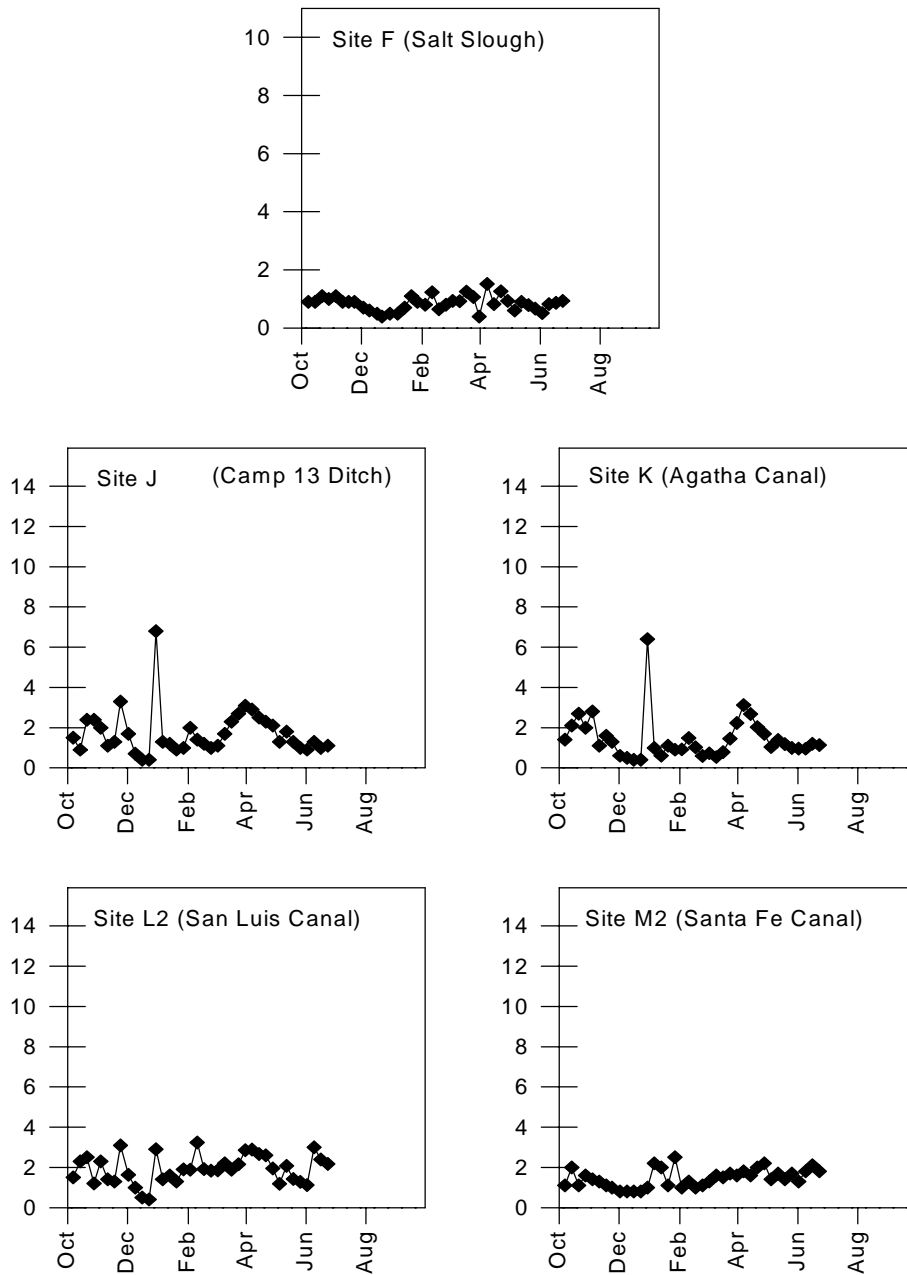 Site F (Salt Slough)
10
8
6
4
2
0
Oct
Dec
Feb
Apr
Jun
Aug
Site J (Camp 13 Ditch)
14
12
10
8
6
4
2
0
Oct
Dec
Feb
Apr
Jun
Aug
Site K (Agatha Canal)
14
12
10
8
6
4
2
0
Oct
Dec
Feb
Apr
Jun
Aug
Site L2 (San Luis Canal)
14
12
10
8
6
4
2
0
Oct
Dec
Feb
Apr
Jun
Aug
Site M2 (Santa Fe Canal)
14
12
10
8
6
4
2
0
Oct
Dec
Feb
Apr
Jun
Aug